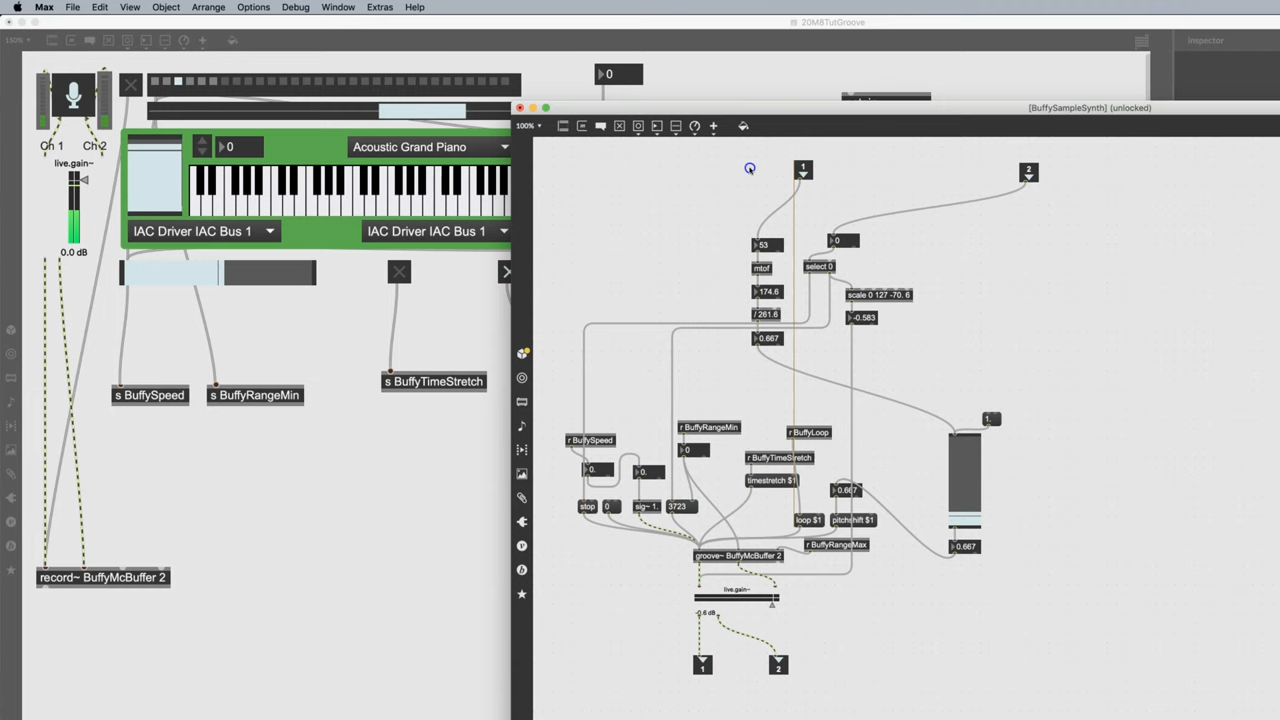 Max File Edit View Object Arrange Options Debug Window Extras Help
20M8TutGroove
150%
Inspector
0
Ch 1 Ch 2
live.gain~
0.0 dB
0
Acoustic Grand Piano
IAC Driver IAC Bus 1
IAC Driver IAC Bus 1
s BuffySpeed
s BuffyRangeMin
s BuffyTimeStretch
record~ BuffyMcBuffer 2
[BuffySampleSynth] (unlocked)
100%
1
2
53
0
mtof
select 0
174.6
scale 0 127 -70. 6
/ 261.6
-0.583
0.667
1.
r BuffyRangeMin
r BuffyLoop
r BuffySpeed
0
r BuffyTimeStretch
0.
0.
timestretch $1
0.667
stop
0
sig~ 1.
3723
loop $1
pitchshift $1
r BuffyRangeMax
0.667
groove~ BuffyMcBuffer 2
live.gain~
-0.6 dB
1
2